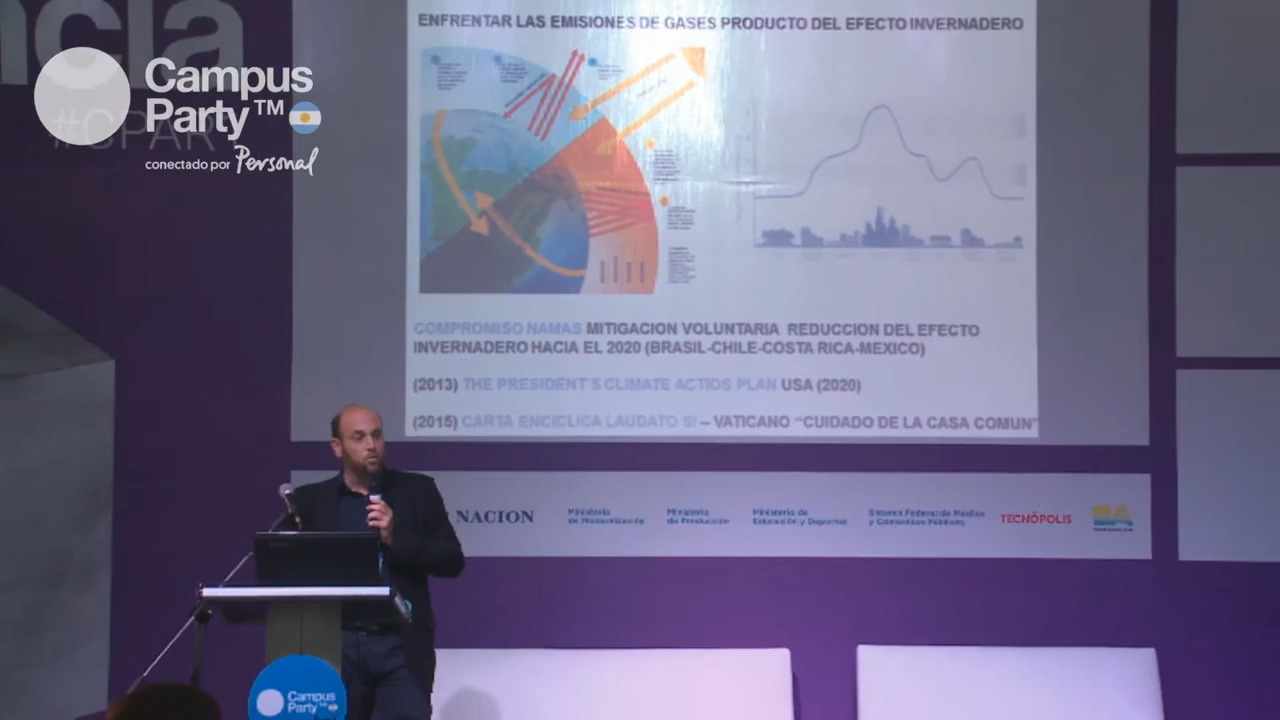 ncia
#CPAR
Campus
Party™
conectado por Personal
ENFRENTAR LAS EMISIONES DE GASES PRODUCTO DEL EFECTO INVERNADERO
COMPROMISO NAMAS MITIGACION VOLUNTARIA REDUCCION DEL EFECTO
INVERNADERO HACIA EL 2020 (BRASIL-CHILE-COSTA RICA-MEXICO)
(2013) THE PRESIDENT'S CLIMATE ACTIOS PLAN USA (2020)
(2015) CARTA ENCICLICA LAUDATO SI – VATICANO "CUIDADO DE LA CASA COMUN"
NACION
Ministerio
de Modernización
Ministerio
de Producción
Ministerio de
Educación y Deportes
Sistema Federal de Medios
y Contenidos Públicos
TECNÓPOLIS
BA
Campus
Party™